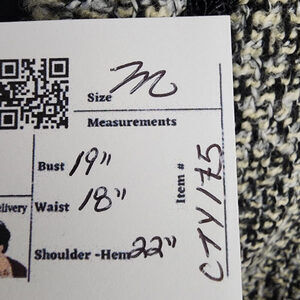 Size M
Measurements
Bust 19"
Waist 18"
Shoulder -Hem 22"
Item # CTY175
elivery